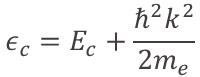 ϵ_c = E_c + ħ²k² / 2m_e